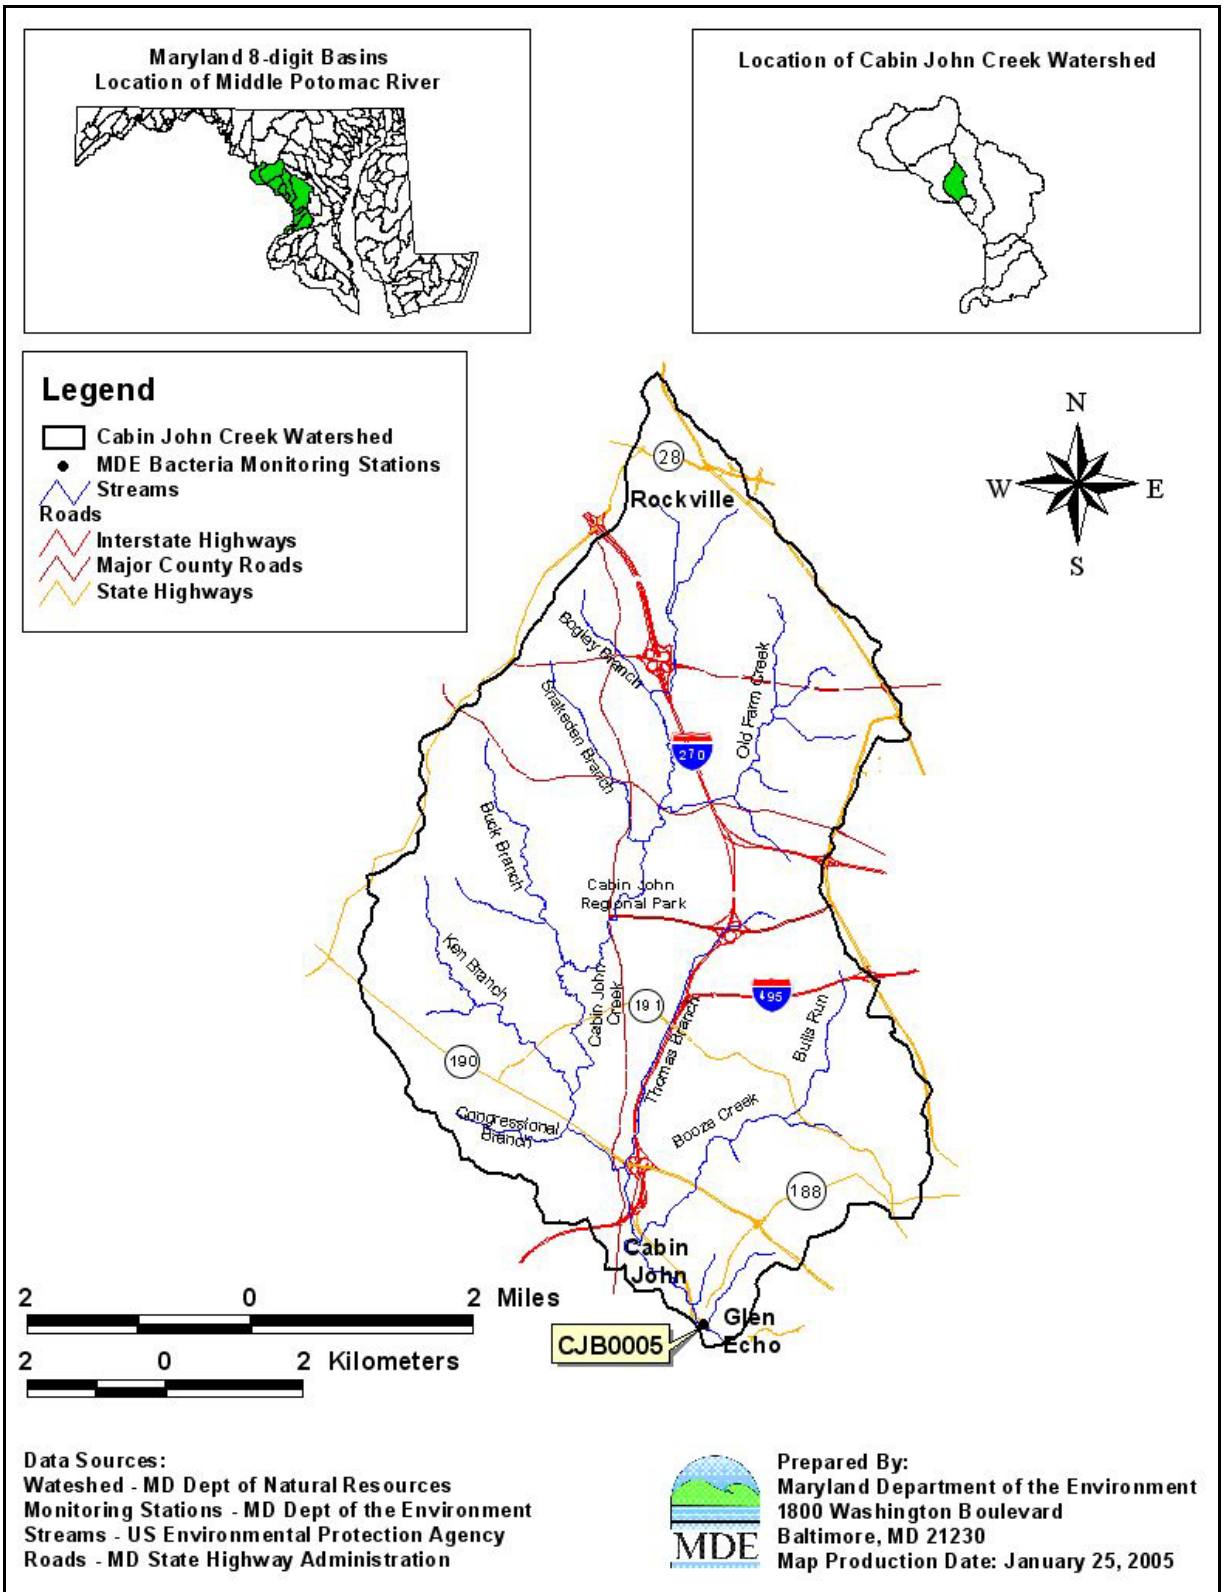 Maryland 8-digit Basins
Location of Middle Potomac River
Location of Cabin John Creek Watershed
Legend
Cabin John Creek Watershed
MDE Bacteria Monitoring Stations
Streams
Roads
Interstate Highways
Major County Roads
State Highways
N
W
E
S
28
Rockville
Bogley Branch
Snakeden Branch
Old Farm Creek
270
Buck Branch
Cabin John
Regional Park
Ken Branch
Cabin John
Creek
191
495
Thomas Branch
Bulls Run
190
Congressional
Branch
Booze Creek
188
Cabin
John
Glen
Echo
CJB0005
2 0 2 Miles
2 0 2 Kilometers
Data Sources:
Wateshed - MD Dept of Natural Resources
Monitoring Stations - MD Dept of the Environment
Streams - US Environmental Protection Agency
Roads - MD State Highway Administration
MDE
Prepared By:
Maryland Department of the Environment
1800 Washington Boulevard
Baltimore, MD 21230
Map Production Date: January 25, 2005